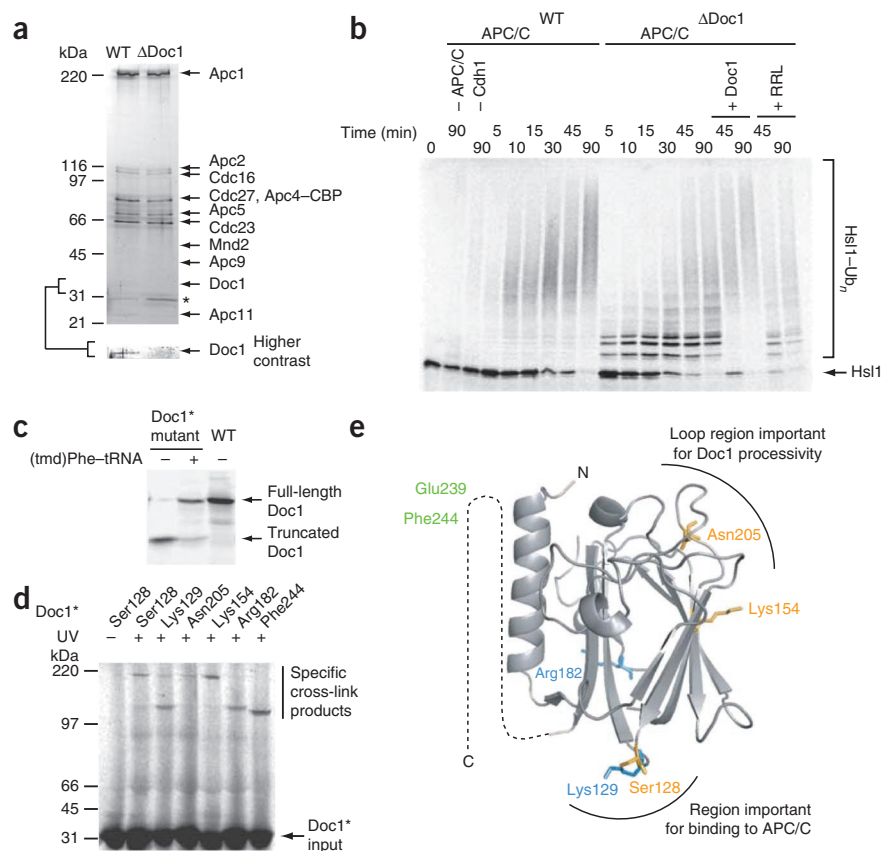 a
kDa WT ΔDoc1
220 Apc1
116 Apc2
97 Cdc16
Cdc27, Apc4–CBP
Apc5
66 Cdc23
Mnd2
45 Apc9
Doc1
31 *
21 Apc11
Doc1 Higher contrast
b
WT ΔDoc1
APC/C APC/C
– APC/C
– Cdh1
+ Doc1
+ RRL
Time (min) 90 5 15 45 5 15 45 45 45
0 90 10 30 90 10 30 90 90 90
Hsl1–Ubn
Hsl1
c
Doc1*
mutant WT
(tmd)Phe–tRNA – + –
Full-length
Doc1
Truncated
Doc1
d
Doc1* Ser128 Ser128 Lys129 Asn205 Lys154 Arg182 Phe244
UV – + + + + + +
kDa
220
97
66
45
31
Specific
cross-link
products
Doc1*
input
e
Loop region important
for Doc1 processivity
N
Glu239
Phe244
Asn205
Lys154
Arg182
C
Lys129 Ser128
Region important
for binding to APC/C